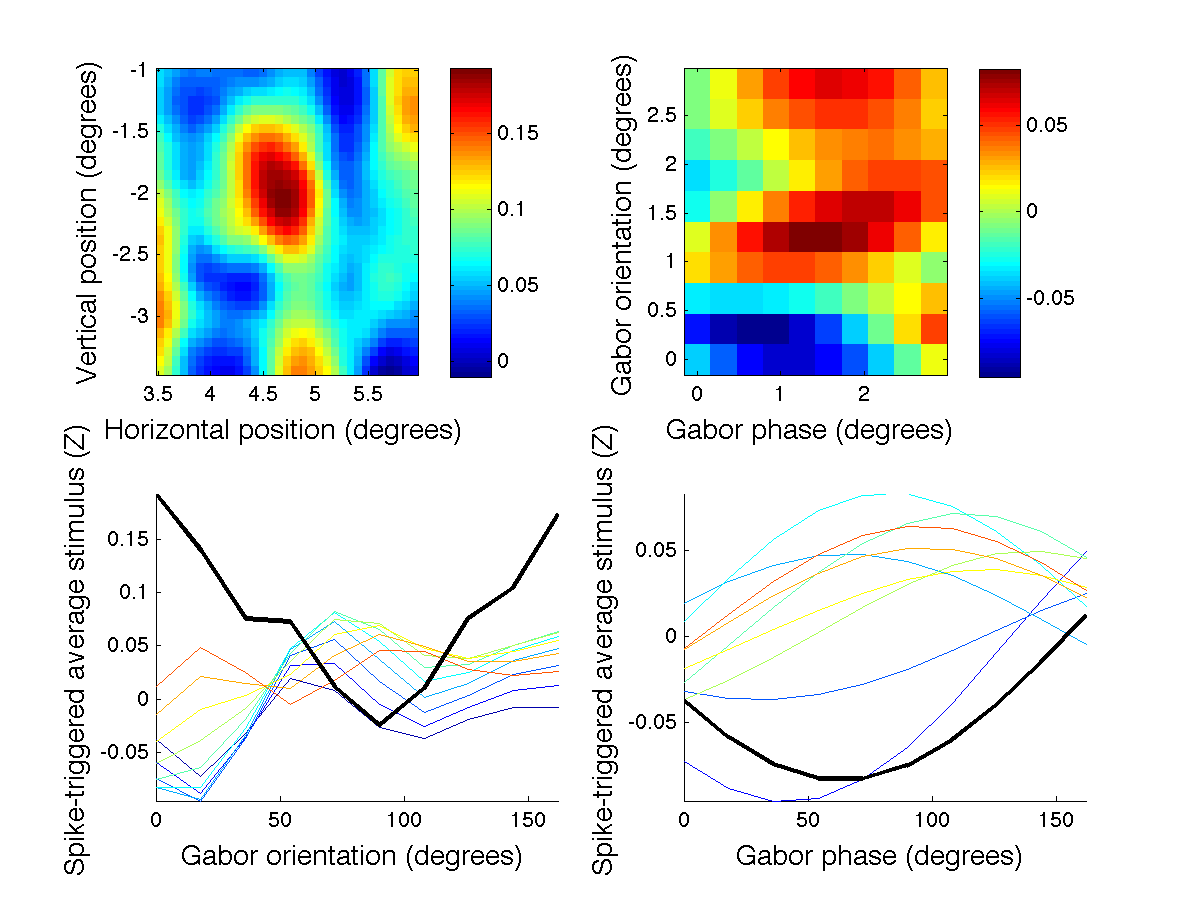 Vertical position (degrees)
-1
-1.5
-2
-2.5
-3
3.5 4 4.5 5 5.5
Horizontal position (degrees)
0.15
0.1
0.05
0
Gabor orientation (degrees)
2.5
2
1.5
1
0.5
0
0 1 2
Gabor phase (degrees)
0.05
0
-0.05
Spike-triggered average stimulus (Z)
0.15
0.1
0.05
0
-0.05
0 50 100 150
Gabor orientation (degrees)
Spike-triggered average stimulus (Z)
0.05
0
-0.05
0 50 100 150
Gabor phase (degrees)